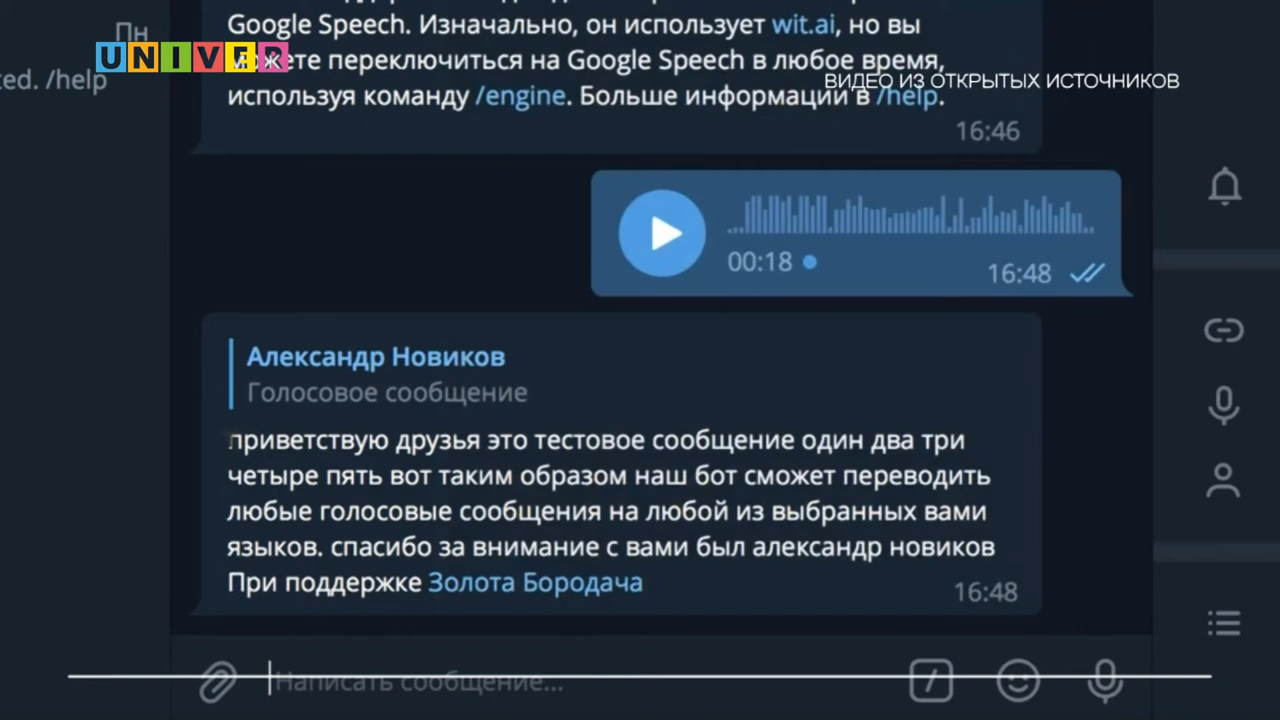 Пн
Google Speech. Изначально, он использует wit.ai, но вы
UNIVER
можете переключиться на Google Speech в любое время,
ted. /help
ВИДЕО ИЗ ОТКРЫТЫХ ИСТОЧНИКОВ
используя команду /engine. Больше информации в /help.
16:46
00:18
16:48
Александр Новиков
Голосовое сообщение
приветствую друзья это тестовое сообщение один два три
четыре пять вот таким образом наш бот сможет переводить
любые голосовые сообщения на любой из выбранных вами
языков. спасибо за внимание с вами был александр новиков
При поддержке Золота Бородача
16:48
Написать сообщение...